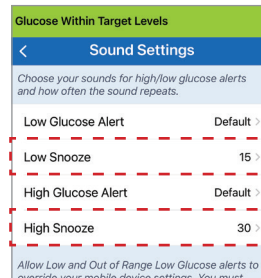 Glucose Within Target Levels
Sound Settings
Choose your sounds for high/low glucose alerts
and how often the sound repeats.
Low Glucose Alert Default >
Low Snooze 15 >
High Glucose Alert Default >
High Snooze 30 >
Allow Low and Out of Range Low Glucose alerts to
override your mobile device settings. You must